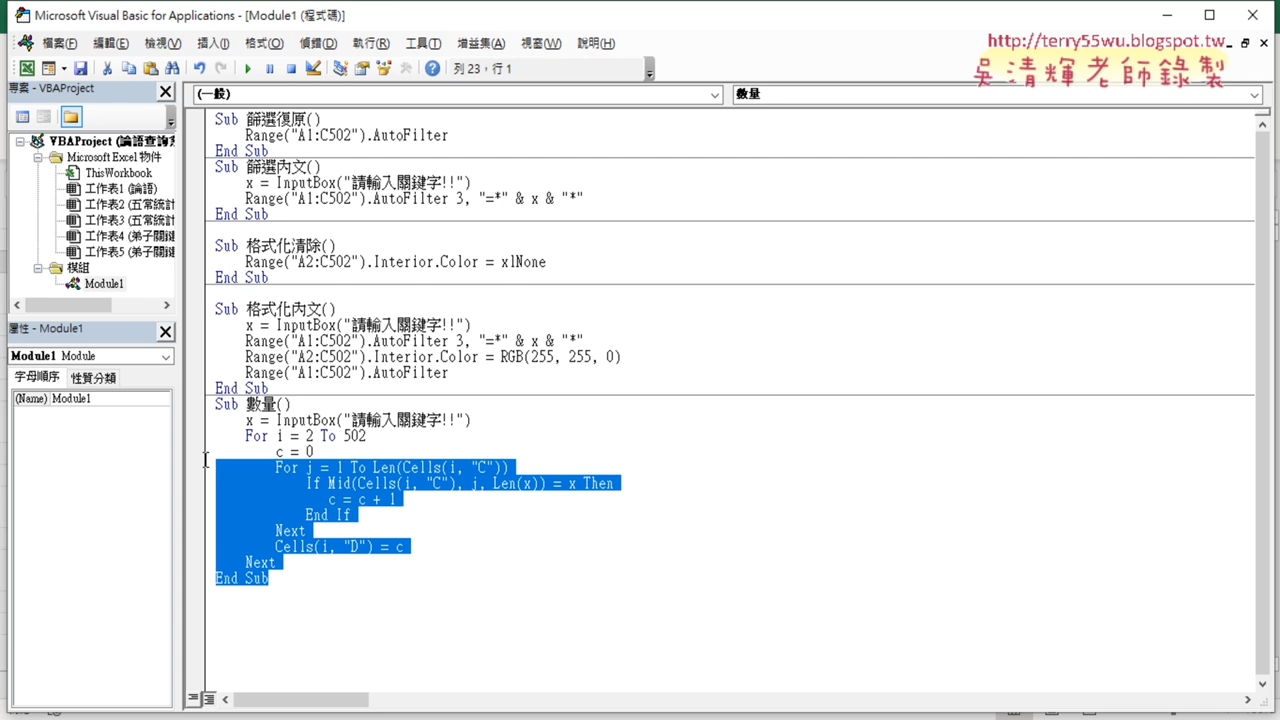 Microsoft Visual Basic for Applications - [Module1 (程式碼)]
http://terry55wu.blogspot.tw
吳清輝老師錄製
檔案(F) 編輯(E) 檢視(V) 插入(I) 格式(O) 偵錯(D) 執行(R) 工具(T) 增益集(A) 視窗(W) 說明(H)
列 23，行 1
專案 - VBAProject
(一般)
數量
VBAProject (論語查詢系
Microsoft Excel 物件
ThisWorkbook
工作表1 (論語)
工作表2 (五常統計
工作表3 (五常統計
工作表4 (弟子關鍵
工作表5 (弟子關鍵
模組
Module1
屬性 - Module1
Module1 Module
字母順序 性質分類
(Name) Module1
Sub 篩選復原()
Range("A1:C502").AutoFilter
End Sub
Sub 篩選內文()
x = InputBox("請輸入關鍵字!!")
Range("A1:C502").AutoFilter 3, "=*" & x & "*"
End Sub
Sub 格式化清除()
Range("A2:C502").Interior.Color = xlNone
End Sub
Sub 格式化內文()
x = InputBox("請輸入關鍵字!!")
Range("A1:C502").AutoFilter 3, "=*" & x & "*"
Range("A2:C502").Interior.Color = RGB(255, 255, 0)
Range("A1:C502").AutoFilter
End Sub
Sub 數量()
x = InputBox("請輸入關鍵字!!")
For i = 2 To 502
c = 0
For j = 1 To Len(Cells(i, "C"))
If Mid(Cells(i, "C"), j, Len(x)) = x Then
c = c + 1
End If
Next
Cells(i, "D") = c
Next
End Sub